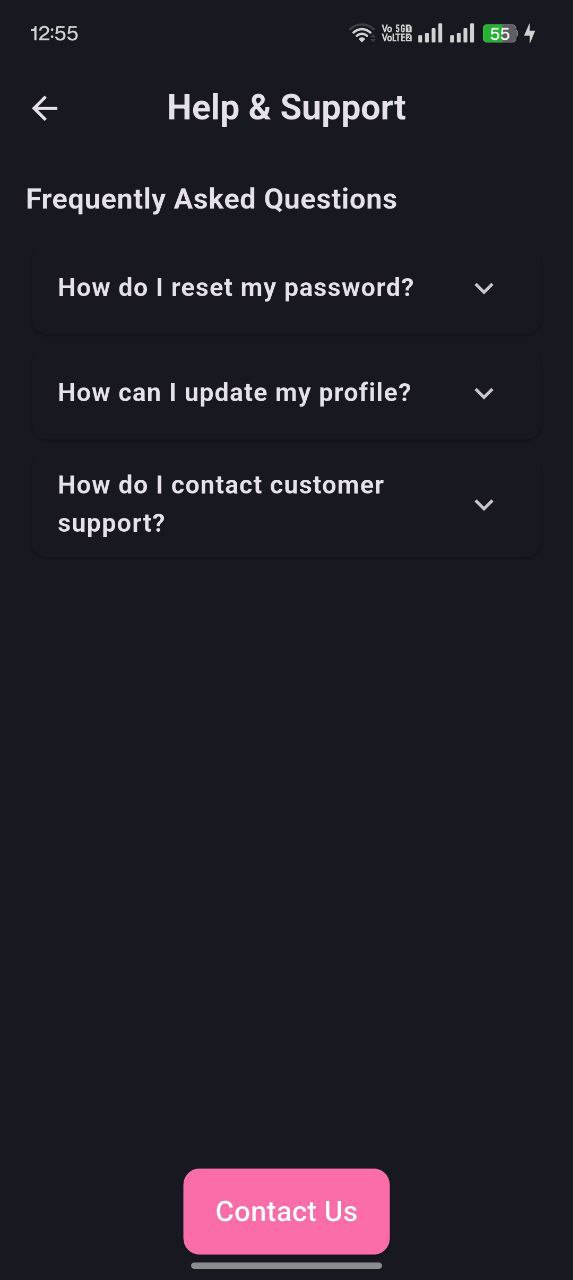 12:55
Vo 5G1
VoLTE2
55
Help & Support
Frequently Asked Questions
How do I reset my password?
How can I update my profile?
How do I contact customer
support?
Contact Us